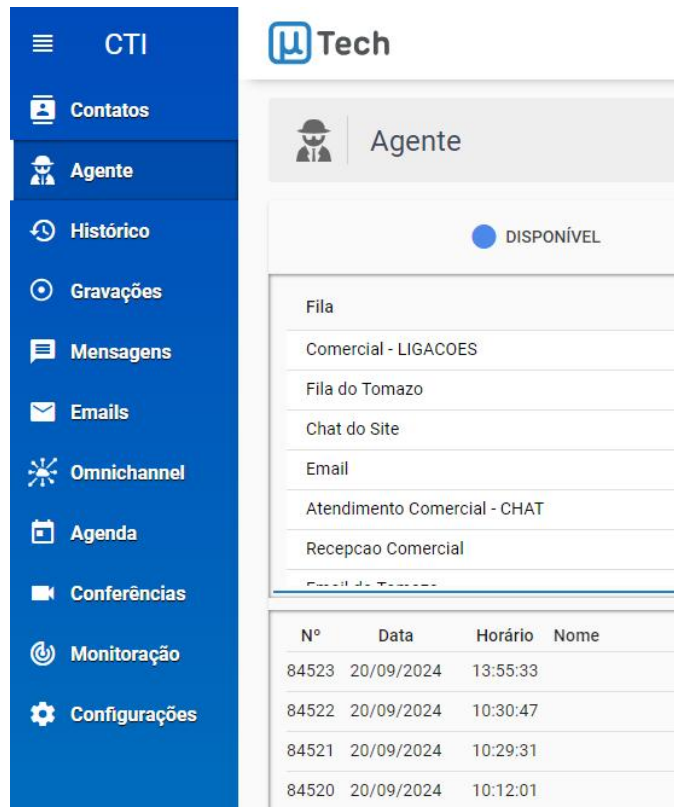 CTI
Contatos
Agente
Histórico
Gravações
Mensagens
Emails
Omnichannel
Agenda
Conferências
Monitoração
Configurações
µ Tech
Agente
DISPONÍVEL
Fila
Comercial - LIGACOES
Fila do Tomazo
Chat do Site
Email
Atendimento Comercial - CHAT
Recepcao Comercial
Email do Tomazo
Nº Data Horário Nome
84523 20/09/2024 13:55:33
84522 20/09/2024 10:30:47
84521 20/09/2024 10:29:31
84520 20/09/2024 10:12:01